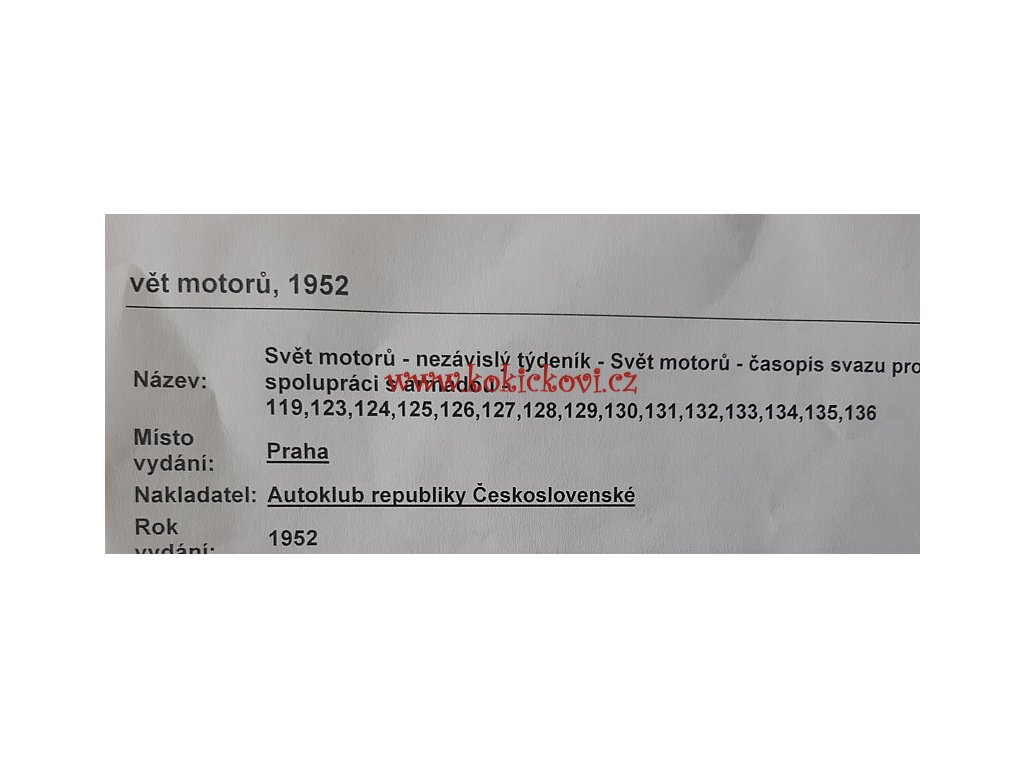 vět motorů, 1952
Název: Svět motorů - nezávislý týdeník - Svět motorů - časopis svazu pro
spolupráci s armádou -
www.kokickovi.cz
119,123,124,125,126,127,128,129,130,131,132,133,134,135,136
Místo
vydání: Praha
Nakladatel: Autoklub republiky Československé
Rok
vydání: 1952